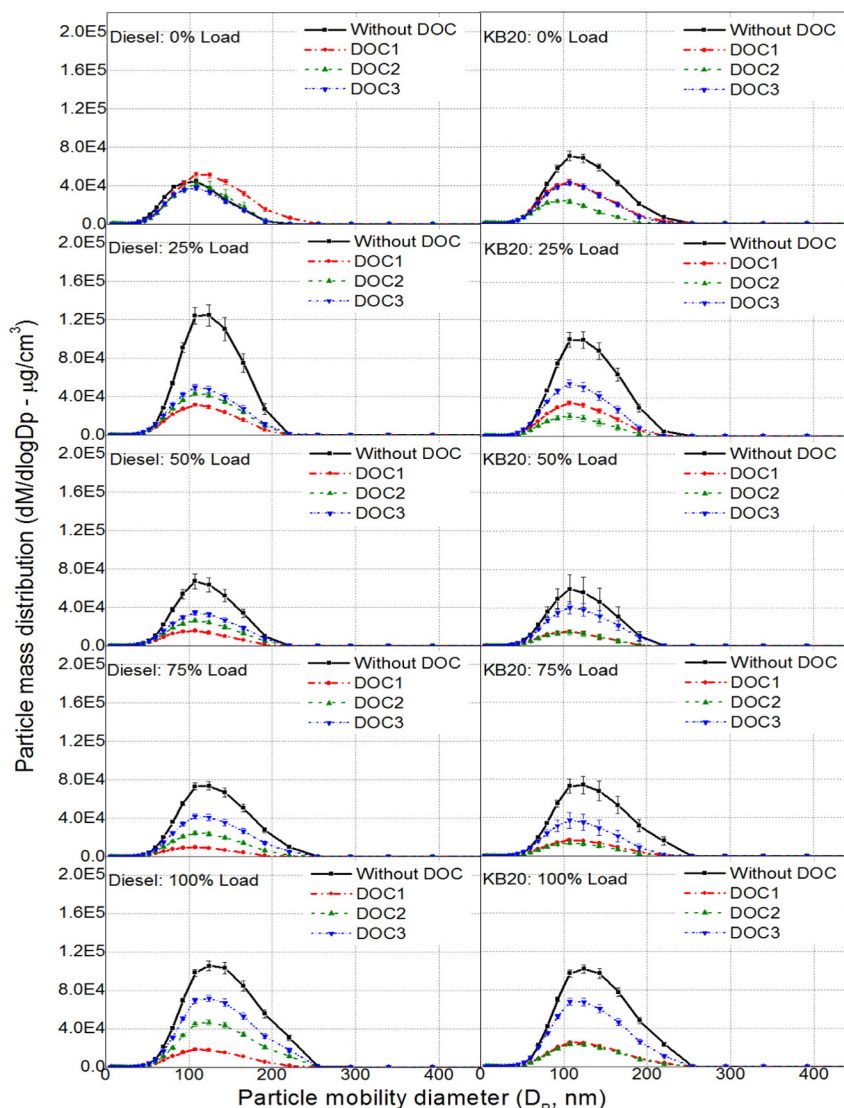 2.0E5
1.6E5
1.2E5
8.0E4
4.0E4
0.0
Diesel: 0% Load
Without DOC
DOC1
DOC2
DOC3
KB20: 0% Load
Without DOC
DOC1
DOC2
DOC3
2.0E5
1.6E5
1.2E5
8.0E4
4.0E4
0.0
Diesel: 25% Load
Without DOC
DOC1
DOC2
DOC3
KB20: 25% Load
Without DOC
DOC1
DOC2
DOC3
Particle mass distribution (dM/dlogDp - µg/cm³)
2.0E5
1.6E5
1.2E5
8.0E4
4.0E4
0.0
Diesel: 50% Load
Without DOC
DOC1
DOC2
DOC3
KB20: 50% Load
Without DOC
DOC1
DOC2
DOC3
2.0E5
1.6E5
1.2E5
8.0E4
4.0E4
0.0
Diesel: 75% Load
Without DOC
DOC1
DOC2
DOC3
KB20: 75% Load
Without DOC
DOC1
DOC2
DOC3
2.0E5
1.6E5
1.2E5
8.0E4
4.0E4
0.0
Diesel: 100% Load
Without DOC
DOC1
DOC2
DOC3
KB20: 100% Load
Without DOC
DOC1
DOC2
DOC3
0 100 200 300 400 0 100 200 300 400
Particle mobility diameter (Dp, nm)